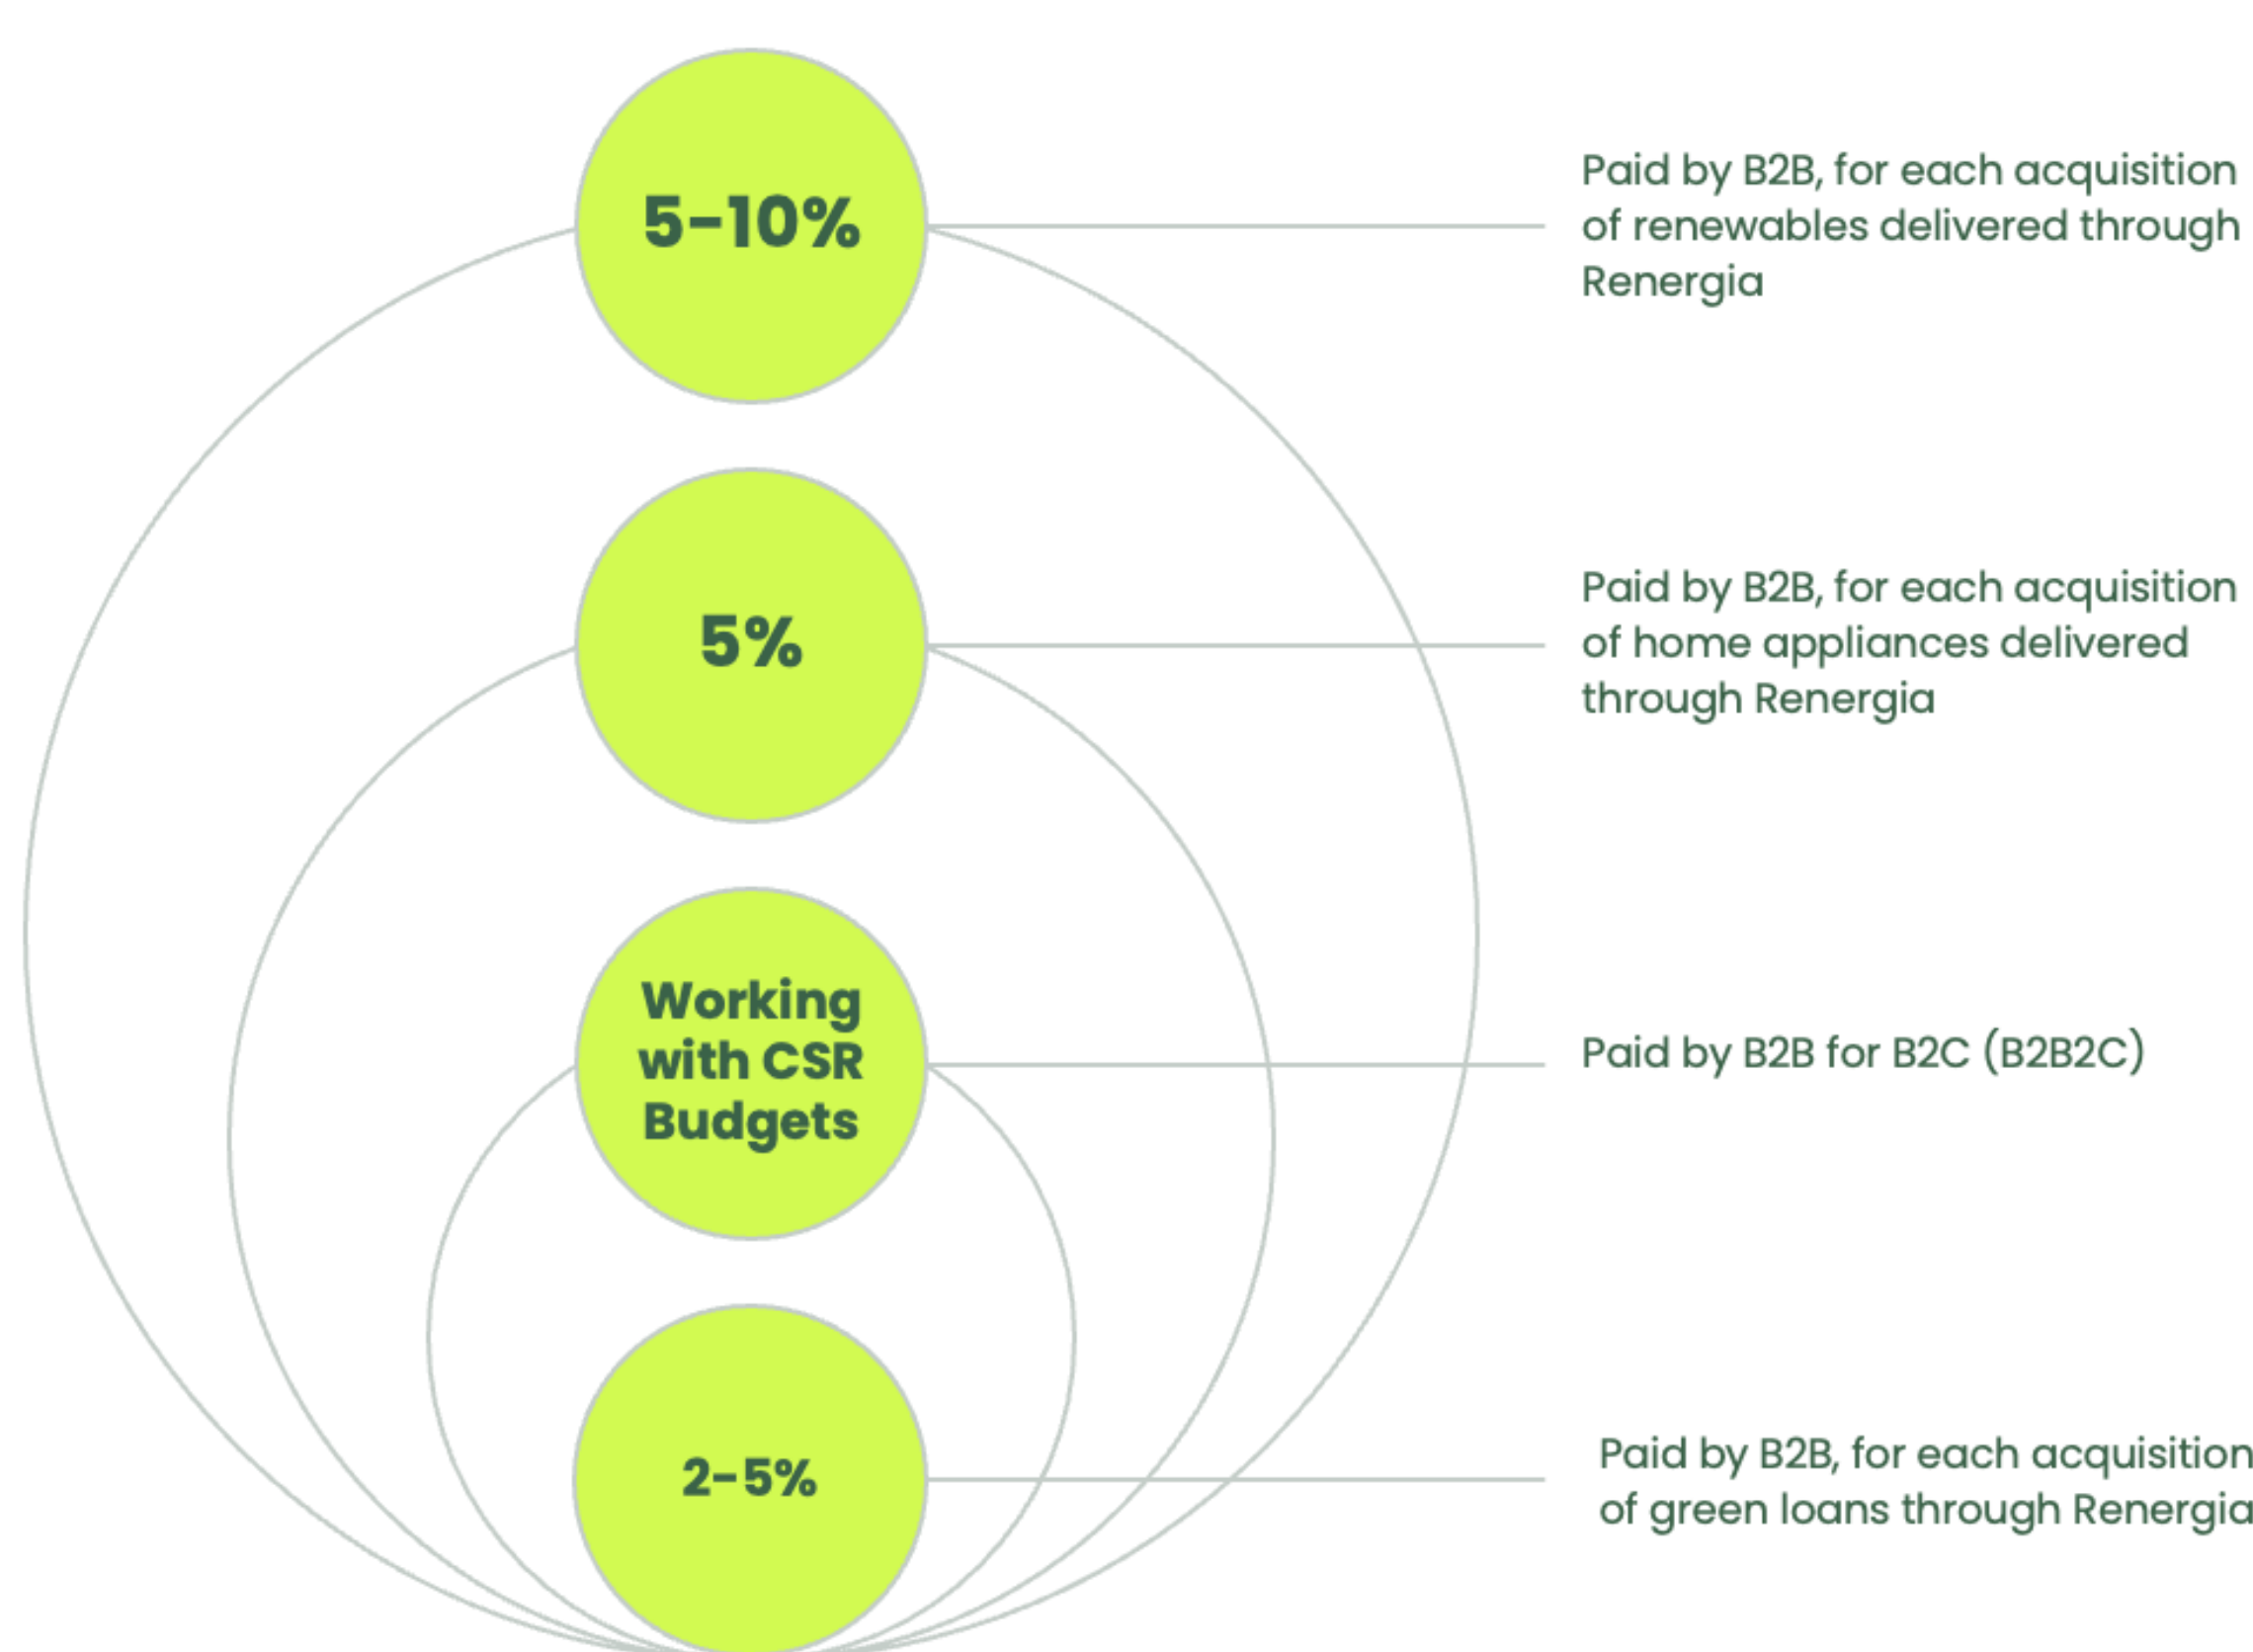 5-10%
Paid by B2B, for each acquisition
of renewables delivered through
Renergia
5%
Paid by B2B, for each acquisition
of home appliances delivered
through Renergia
Working
with CSR
Budgets
Paid by B2B for B2C (B2B2C)
2-5%
Paid by B2B, for each acquisition
of green loans through Renergia